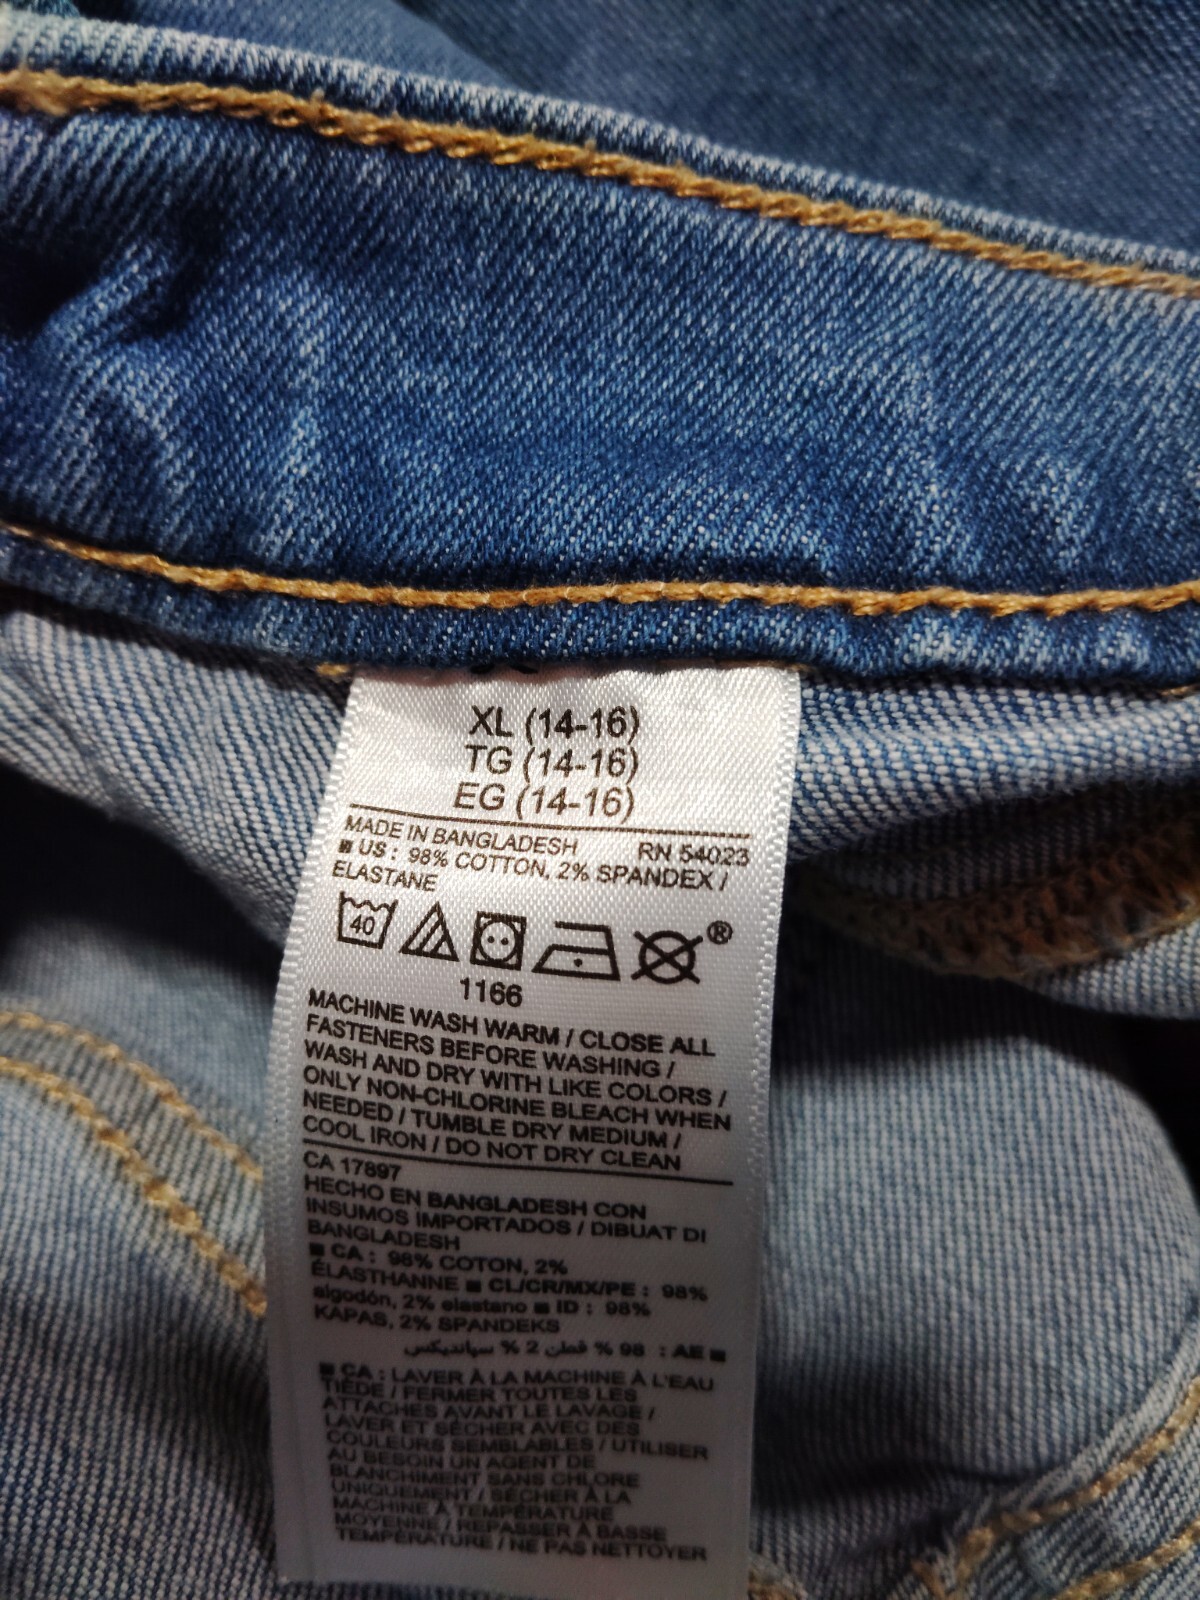 XL (14-16)
TG (14-16)
EG (14-16)
MADE IN BANGLADESH RN 54023
■ US : 98% COTTON, 2% SPANDEX /
ELASTANE
40
®
1166
MACHINE WASH WARM / CLOSE ALL
FASTENERS BEFORE WASHING /
WASH AND DRY WITH LIKE COLORS /
ONLY NON-CHLORINE BLEACH WHEN
NEEDED / TUMBLE DRY MEDIUM /
COOL IRON / DO NOT DRY CLEAN
CA 17897
HECHO EN BANGLADESH CON
INSUMOS IMPORTADOS / DIBUAT DI
BANGLADESH
■ CA : 98% COTON, 2%
ÉLASTHANNE ■ CL/CR/MX/PE : 98%
algodón, 2% elastano ■ ID : 98%
KAPAS, 2% SPANDEKS
■ AE : 98 % قطن 2 % سباندیکس
■ CA : LAVER À LA MACHINE À L'EAU
TIÈDE / FERMER TOUTES LES
ATTACHES AVANT LE LAVAGE /
LAVER ET SÉCHER AVEC DES
COULEURS SEMBLABLES / UTILISER
AU BESOIN UN AGENT DE
BLANCHIMENT SANS CHLORE
UNIQUEMENT / SÉCHER À LA
MACHINE À TEMPÉRATURE
MOYENNE / REPASSER À BASSE
TEMPÉRATURE / NE PAS NETTOYER